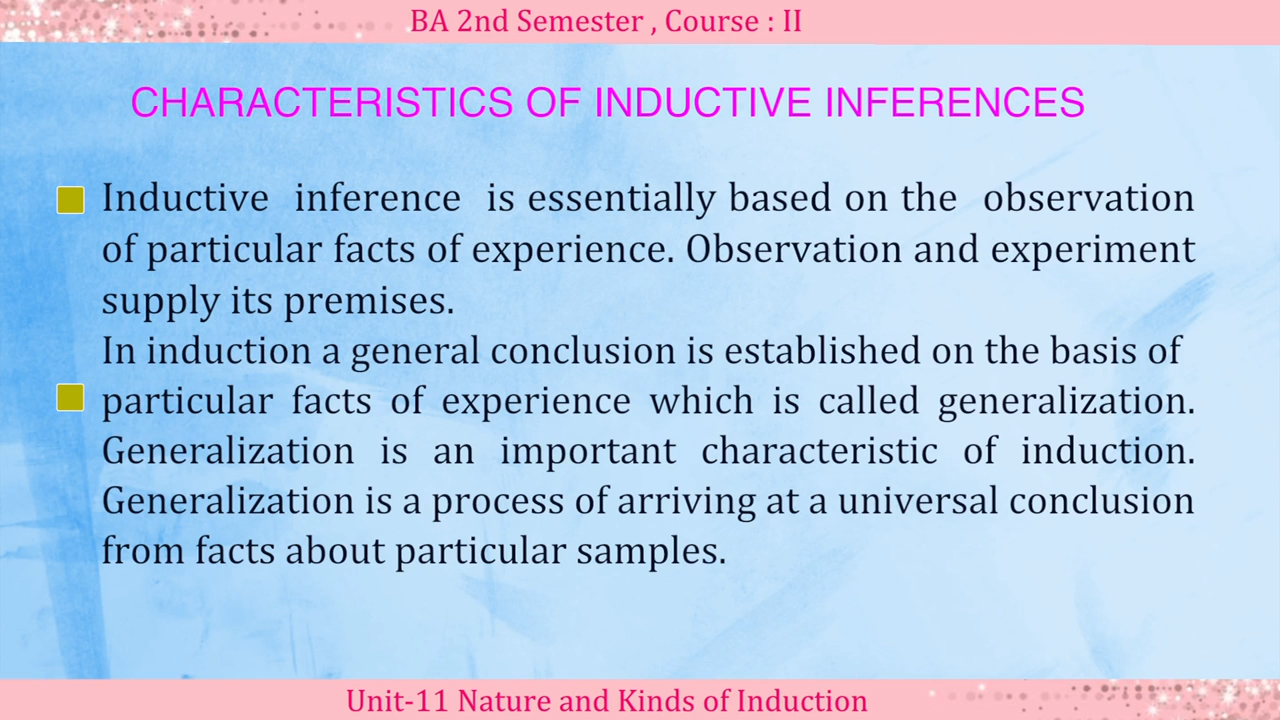 BA 2nd Semester , Course : II
CHARACTERISTICS OF INDUCTIVE INFERENCES
Inductive inference is essentially based on the observation
of particular facts of experience. Observation and experiment
supply its premises.
In induction a general conclusion is established on the basis of
particular facts of experience which is called generalization.
Generalization is an important characteristic of induction.
Generalization is a process of arriving at a universal conclusion
from facts about particular samples.
Unit-11 Nature and Kinds of Induction